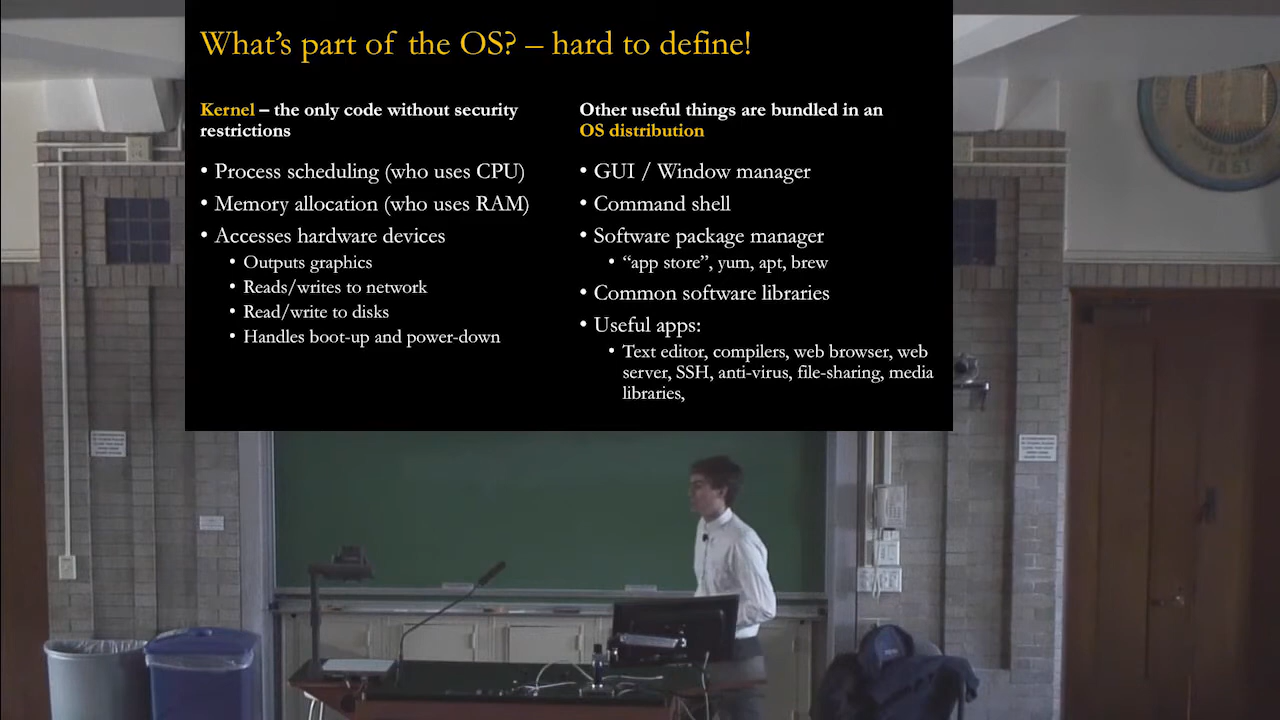 What's part of the OS? – hard to define!
Kernel – the only code without security
restrictions
• Process scheduling (who uses CPU)
• Memory allocation (who uses RAM)
• Accesses hardware devices
• Outputs graphics
• Reads/writes to network
• Read/write to disks
• Handles boot-up and power-down
Other useful things are bundled in an
OS distribution
• GUI / Window manager
• Command shell
• Software package manager
• “app store”, yum, apt, brew
• Common software libraries
• Useful apps:
• Text editor, compilers, web browser, web
server, SSH, anti-virus, file-sharing, media
libraries,